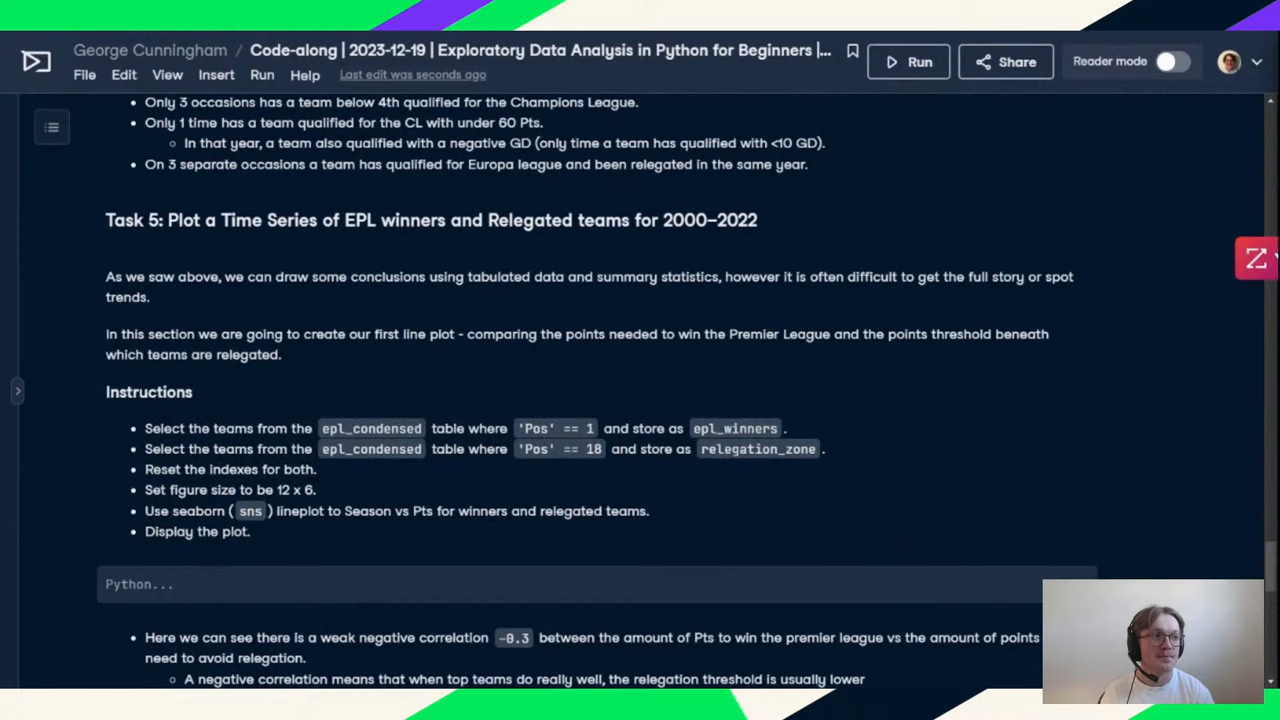 George Cunningham / Code-along | 2023-12-19 | Exploratory Data Analysis in Python for Beginners |...
Run
Share
Reader mode
File Edit View Insert Run Help Last edit was seconds ago
• Only 3 occasions has a team below 4th qualified for the Champions League.
• Only 1 time has a team qualified for the CL with under 60 Pts.
◦ In that year, a team also qualified with a negative GD (only time a team has qualified with <10 GD).
• On 3 separate occasions a team has qualified for Europa league and been relegated in the same year.
Task 5: Plot a Time Series of EPL winners and Relegated teams for 2000–2022
As we saw above, we can draw some conclusions using tabulated data and summary statistics, however it is often difficult to get the full story or spot
trends.
In this section we are going to create our first line plot - comparing the points needed to win the Premier League and the points threshold beneath
which teams are relegated.
Instructions
• Select the teams from the epl_condensed table where 'Pos' == 1 and store as epl_winners.
• Select the teams from the epl_condensed table where 'Pos' == 18 and store as relegation_zone.
• Reset the indexes for both.
• Set figure size to be 12 x 6.
• Use seaborn (sns) lineplot to Season vs Pts for winners and relegated teams.
• Display the plot.
Python...
• Here we can see there is a weak negative correlation -0.3 between the amount of Pts to win the premier league vs the amount of points
need to avoid relegation.
◦ A negative correlation means that when top teams do really well, the relegation threshold is usually lower